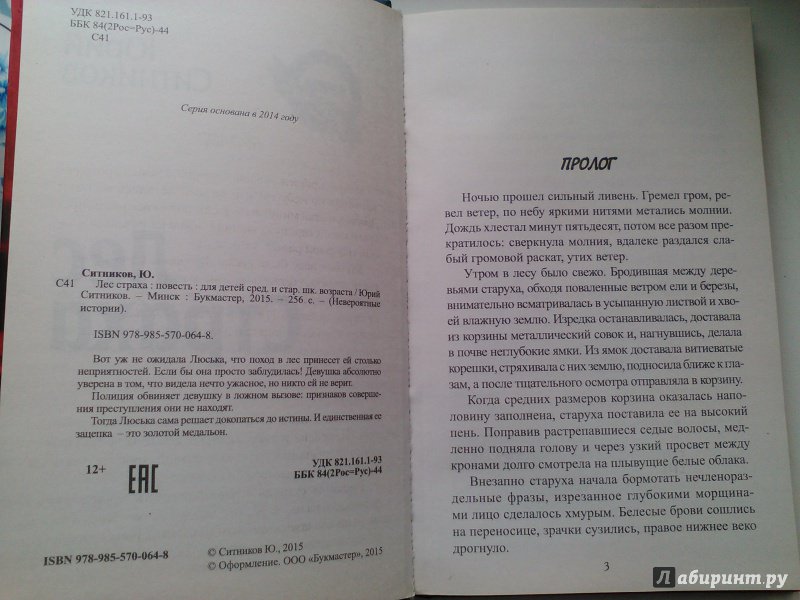 УДК 821.161.1-93
ББК 84(2Рос=Рус)-44
С41
Серия основана в 2014 году
Ситников, Ю.
С41 Лес страха : повесть : для детей сред. и стар. шк. возраста / Юрий
Ситников. – Минск : Букмастер, 2015. – 256 с. – (Невероятные
истории).
ISBN 978-985-570-064-8.
Вот уж не ожидала Люська, что поход в лес принесет ей столько
неприятностей. Если бы она просто заблудилась! Девушка абсолютно
уверена в том, что видела нечто ужасное, но никто ей не верит.
Полиция обвиняет девушку в ложном вызове: признаков соверше-
ния преступления они не находят.
Тогда Люська сама решает докопаться до истины. И единственная ее
зацепка – это золотой медальон.
УДК 821.161.1-93
ББК 84(2Рос=Рус)-44
12+ ЕАС
ISBN 978-985-570-064-8
© Ситников Ю., 2015
© Оформление. ООО «Букмастер», 2015
ПРОЛОГ
Ночью прошел сильный ливень. Гремел гром, ре-
вел ветер, по небу яркими нитями метались молнии.
Дождь хлестал минут пятьдесят, потом все разом пре-
кратилось: сверкнула молния, вдалеке раздался сла-
бый громовой раскат, утих ветер.
Утром в лесу было свежо. Бродившая между дере-
вьями старуха, обходя поваленные ветром ели и березы,
внимательно всматривалась в усыпанную листвой и хво-
ей влажную землю. Изредка останавливалась, доставала
из корзины металлический совок и, нагнувшись, делала
в почве неглубокие ямки. Из ямок доставала витиеватые
корешки, стряхивала с них землю, подносила ближе к гла-
зам, а после тщательного осмотра отправляла в корзину.
Когда средних размеров корзина оказалась напо-
ловину заполнена, старуха поставила ее на высокий
пень. Поправив растрепавшиеся седые волосы, мед-
ленно подняла голову и через узкий просвет между
кронами долго смотрела на плывущие белые облака.
Внезапно старуха начала бормотать нечленораз-
дельные фразы, изрезанное глубокими морщина-
ми лицо сделалось хмурым. Белесые брови сошлись
на переносице, зрачки сузились, правое нижнее веко
дрогнуло.
3
Лабиринт.ру